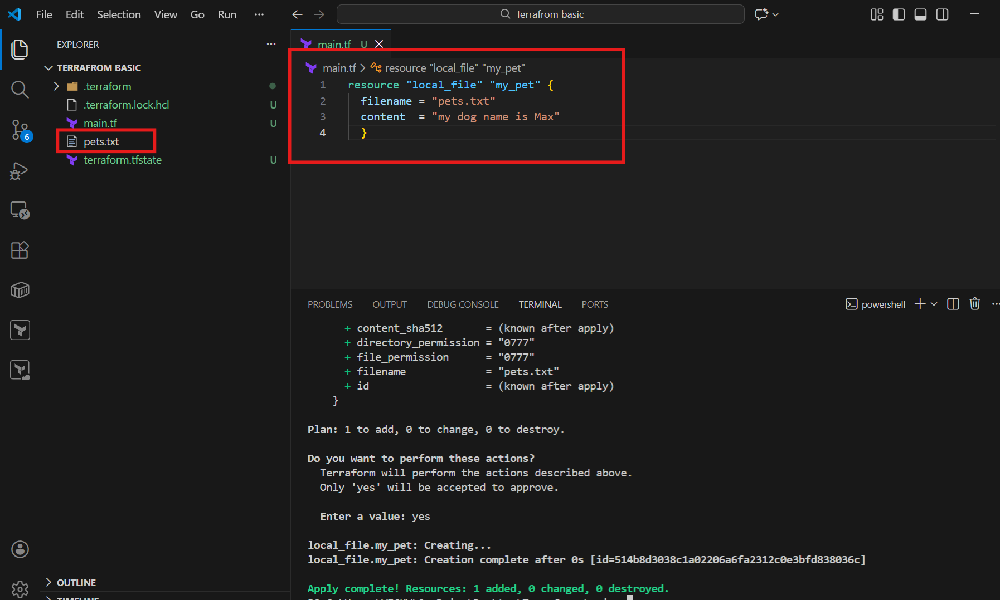 File Edit Selection View Go Run ···
Terrafrom basic
EXPLORER ···
TERRAFROM BASIC
.terraform
.terraform.lock.hcl U
main.tf U
pets.txt
terraform.tfstate U
6
OUTLINE
TIMELINE
main.tf U
main.tf > resource "local_file" "my_pet"
1 resource "local_file" "my_pet" {
2 filename = "pets.txt"
3 content  = "my dog name is Max"
4 }
PROBLEMS OUTPUT DEBUG CONSOLE TERMINAL PORTS
powershell
+ content_sha512       = (known after apply)
+ directory_permission = "0777"
+ file_permission      = "0777"
+ filename             = "pets.txt"
+ id                   = (known after apply)
}
Plan: 1 to add, 0 to change, 0 to destroy.
Do you want to perform these actions?
Terraform will perform the actions described above.
Only 'yes' will be accepted to approve.
Enter a value: yes
local_file.my_pet: Creating...
local_file.my_pet: Creation complete after 0s [id=514b8d3038c1a02206a6fa2312c0e3bfd838036c]
Apply complete! Resources: 1 added, 0 changed, 0 destroyed.